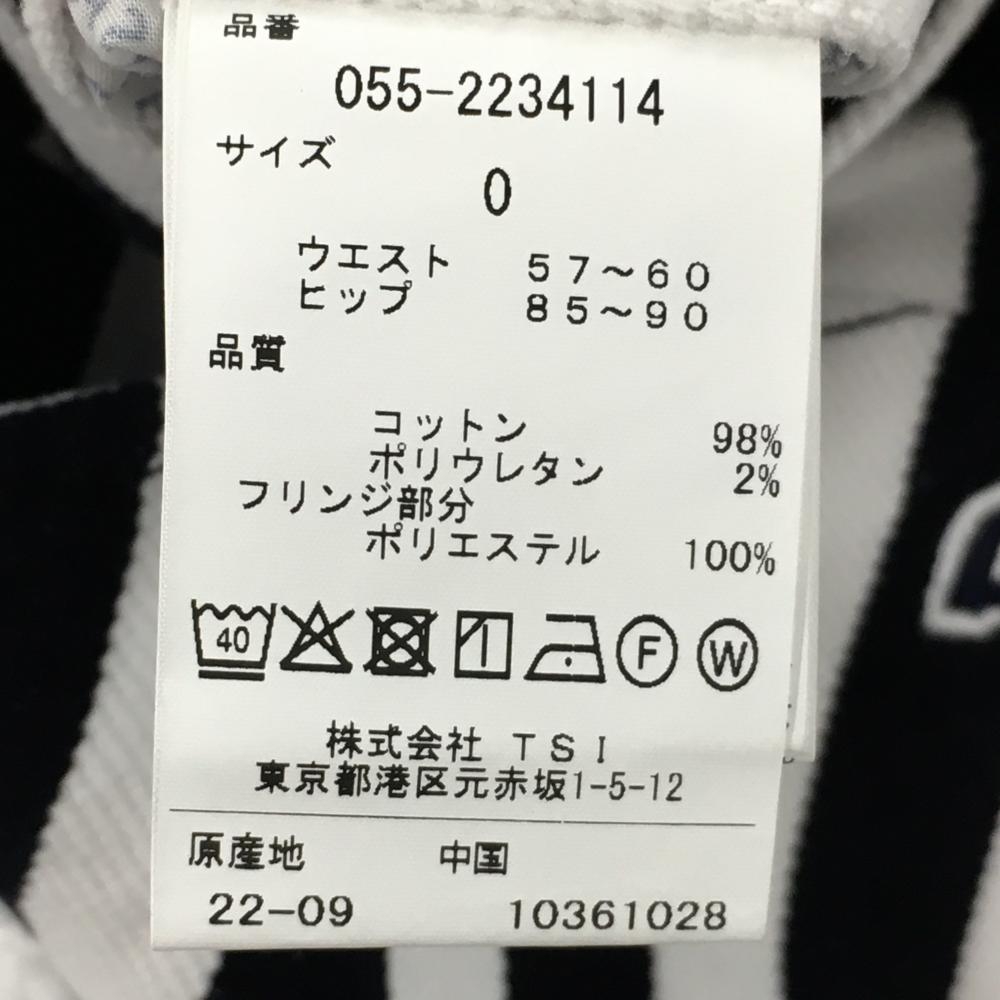 品番
055-2234114
サイズ
0
ウエスト 57～60
ヒップ 85～90
品質
コットン 98%
ポリウレタン 2%
フリンジ部分
ポリエステル 100%
40 F W
株式会社 TSI
東京都港区元赤坂1-5-12
原産地 中国
22-09 10361028